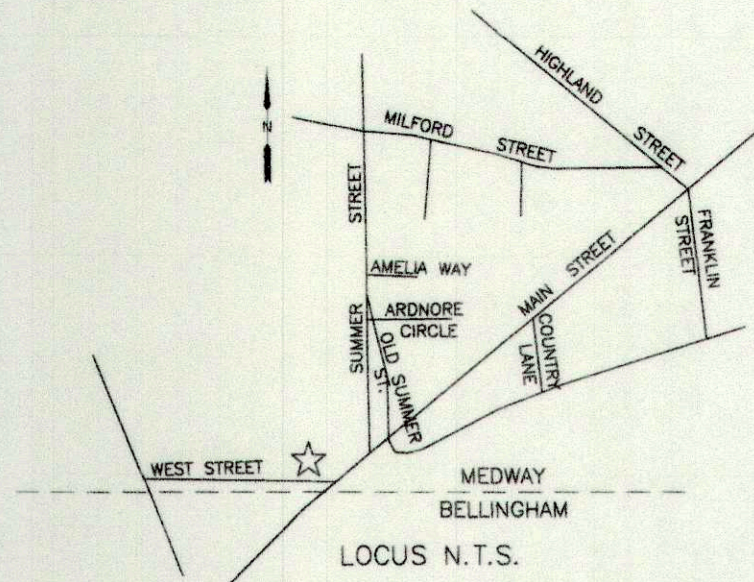 HIGHLAND
STREET
N
MILFORD
STREET
STREET
SUMMER
AMELIA WAY
ARDNORE
CIRCLE
OLD SUMMER
ST.
MAIN
STREET
FRANKLIN
STREET
COUNTRY
LANE
WEST STREET
MEDWAY
BELLINGHAM
LOCUS N.T.S.